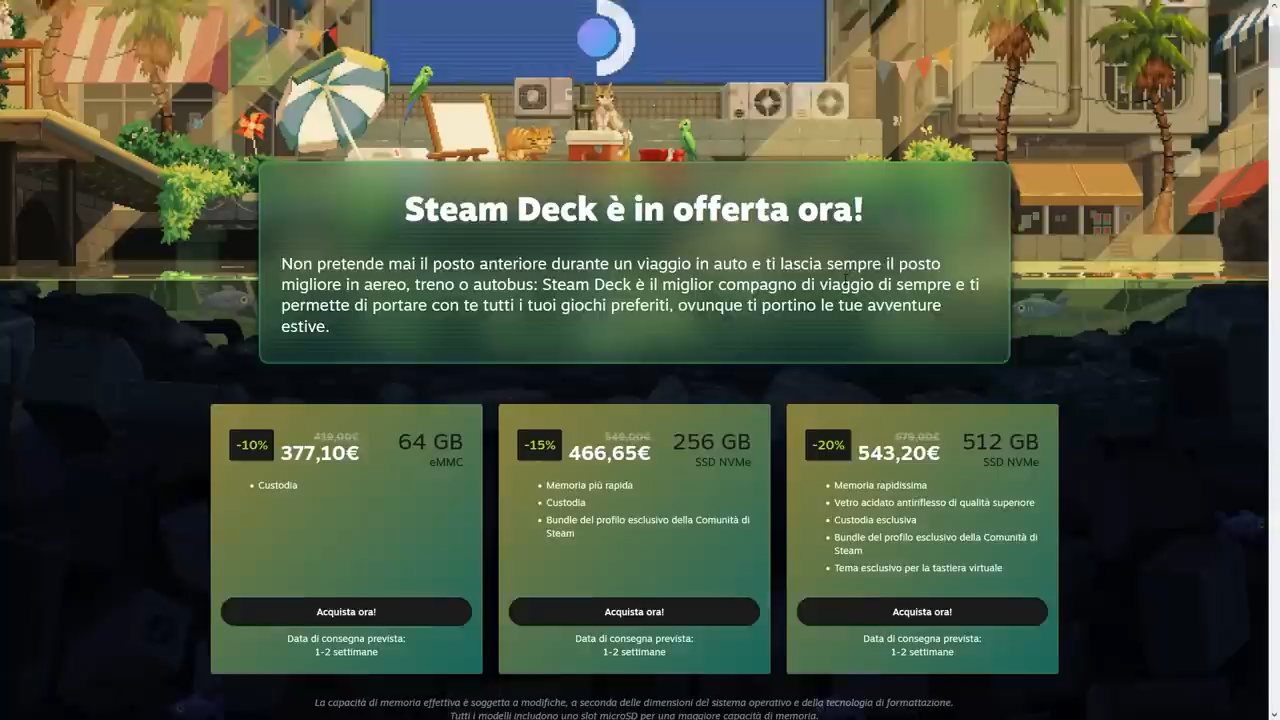 Steam Deck è in offerta ora!
Non pretende mai il posto anteriore durante un viaggio in auto e ti lascia sempre il posto
migliore in aereo, treno o autobus: Steam Deck è il miglior compagno di viaggio di sempre e ti
permette di portare con te tutti i tuoi giochi preferiti, ovunque ti portino le tue avventure
estive.
-10%
419,00€
377,10€
64 GB
eMMC
• Custodia
Acquista ora!
Data di consegna prevista:
1-2 settimane
-15%
549,00€
466,65€
256 GB
SSD NVMe
• Memoria più rapida
• Custodia
• Bundle del profilo esclusivo della Comunità di
Steam
Acquista ora!
Data di consegna prevista:
1-2 settimane
-20%
679,00€
543,20€
512 GB
SSD NVMe
• Memoria rapidissima
• Vetro acidato antiriflesso di qualità superiore
• Custodia esclusiva
• Bundle del profilo esclusivo della Comunità di
Steam
• Tema esclusivo per la tastiera virtuale
Acquista ora!
Data di consegna prevista:
1-2 settimane
La capacità di memoria effettiva è soggetta a modifiche, a seconda delle dimensioni del sistema operativo e della tecnologia di formattazione.
Tutti i modelli includono uno slot microSD per una maggiore capacità di memoria.